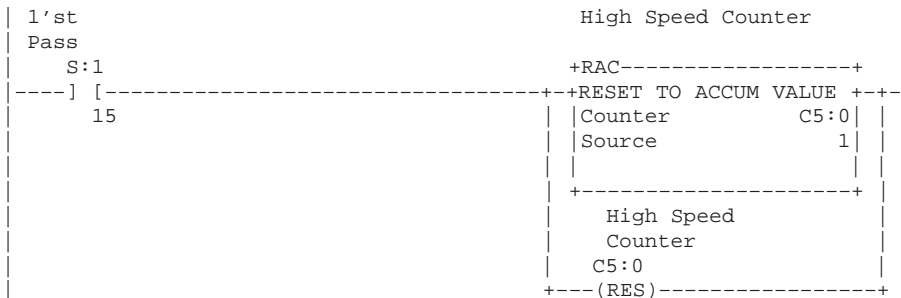 | 1'st                                      High Speed Counter
| Pass
|   S:1                                    +RAC------------------+
|----] [----------------------------------+-+RESET TO ACCUM VALUE +-+-
|     15                                  | |Counter          C5:0| |
|                                         | |Source              1| |
|                                         | |                     | |
|                                         | +---------------------+ |
|                                         |    High Speed           |
|                                         |    Counter              |
|                                         |   C5:0                  |
|                                         +---(RES)-----------------+